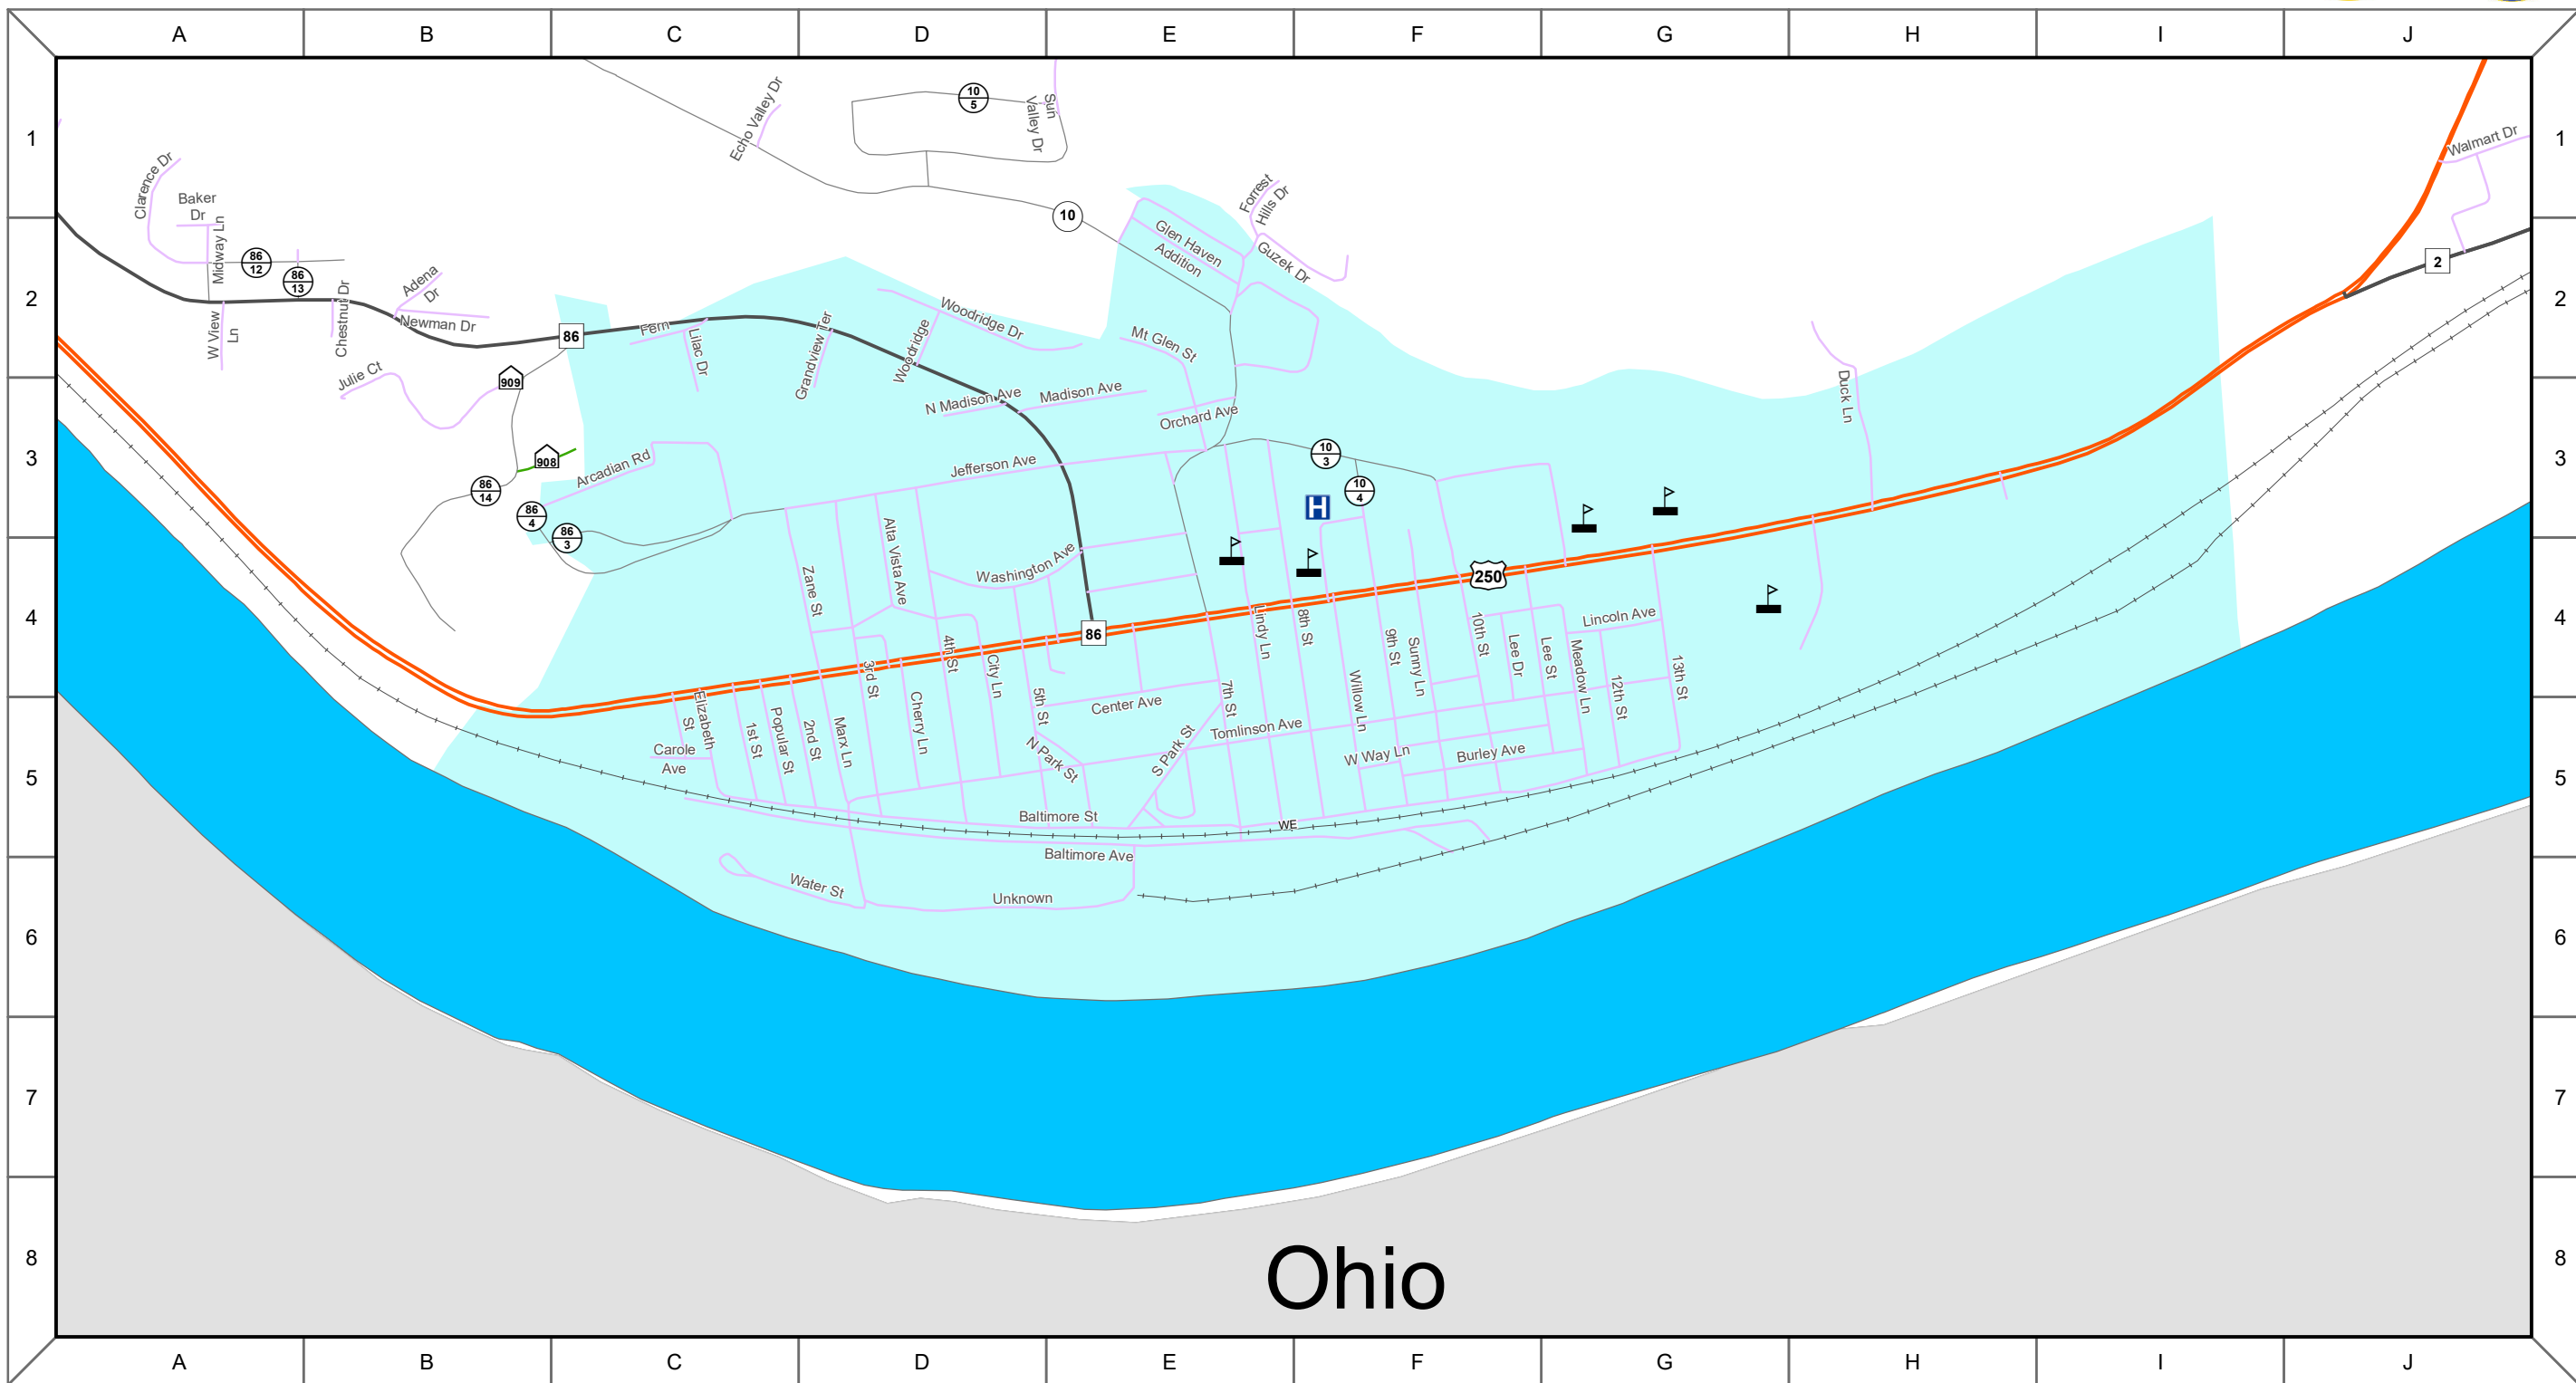 A B C D E F G H I J
1
Echo Valley Dr
10
5
Sun
Valley Dr
Walmart Dr
1
Clarence Dr
Baker
Dr
Midway Ln
Forrest
Hills Dr
10
86
12
86
13
Glen Haven
Addition
Guzek Dr
2
2
Adena
Dr
Chestnut Dr
Newman Dr
W View
Ln
86
Fern
Lilac Dr
Grandview Ter
Woodridge
Woodridge Dr
Mt Glen St
2
Julie Ct
909
N Madison Ave
Madison Ave
Orchard Ave
Duck Ln
3
908
Arcadian Rd
Jefferson Ave
10
3
3
86
14
86
4
86
3
H
10
4
Alta Vista Ave
Washington Ave
Zane St
250
4
86
Lindy Ln
8th St
9th St
Sunny Ln
10th St
Lee Dr
Lee St
Lincoln Ave
4
3rd St
4th St
City Ln
5th St
7th St
Willow Ln
Meadow Ln
12th St
13th St
Elizabeth
St
1st St
Popular St
2nd St
Marx Ln
Cherry Ln
Center Ave
Tomlinson Ave
Carole
Ave
N Park St
S Park St
W Way Ln
Burley Ave
5
5
Baltimore St
WE
Baltimore Ave
Water St
Unknown
6
6
7
7
8
Ohio
8
A B C D E F G H I J